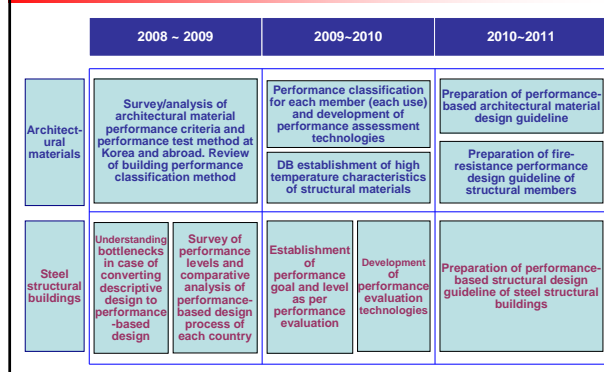 2008 ~ 2009
2009~2010
2010~2011
Architect-
ural
materials
Survey/analysis of
architectural material
performance criteria and
performance test method at
Korea and abroad. Review
of building performance
classification method
Performance classification
for each member (each use)
and development of
performance assessment
technologies
DB establishment of high
temperature characteristics
of structural materials
Preparation of performance-
based architectural material
design guideline
Preparation of fire-
resistance performance
design guideline of
structural members
Steel
structural
buildings
Understanding
bottlenecks in
case of
converting
descriptive
design to
performance
-based
design
Survey of
performance
levels and
comparative
analysis of
performance-
based design
process of
each country
Establishment
of
performance
goal and level
as per
performance
evaluation
Development
of
performance
evaluation
technologies
Preparation of performance-
based structural design
guideline of steel structural
buildings